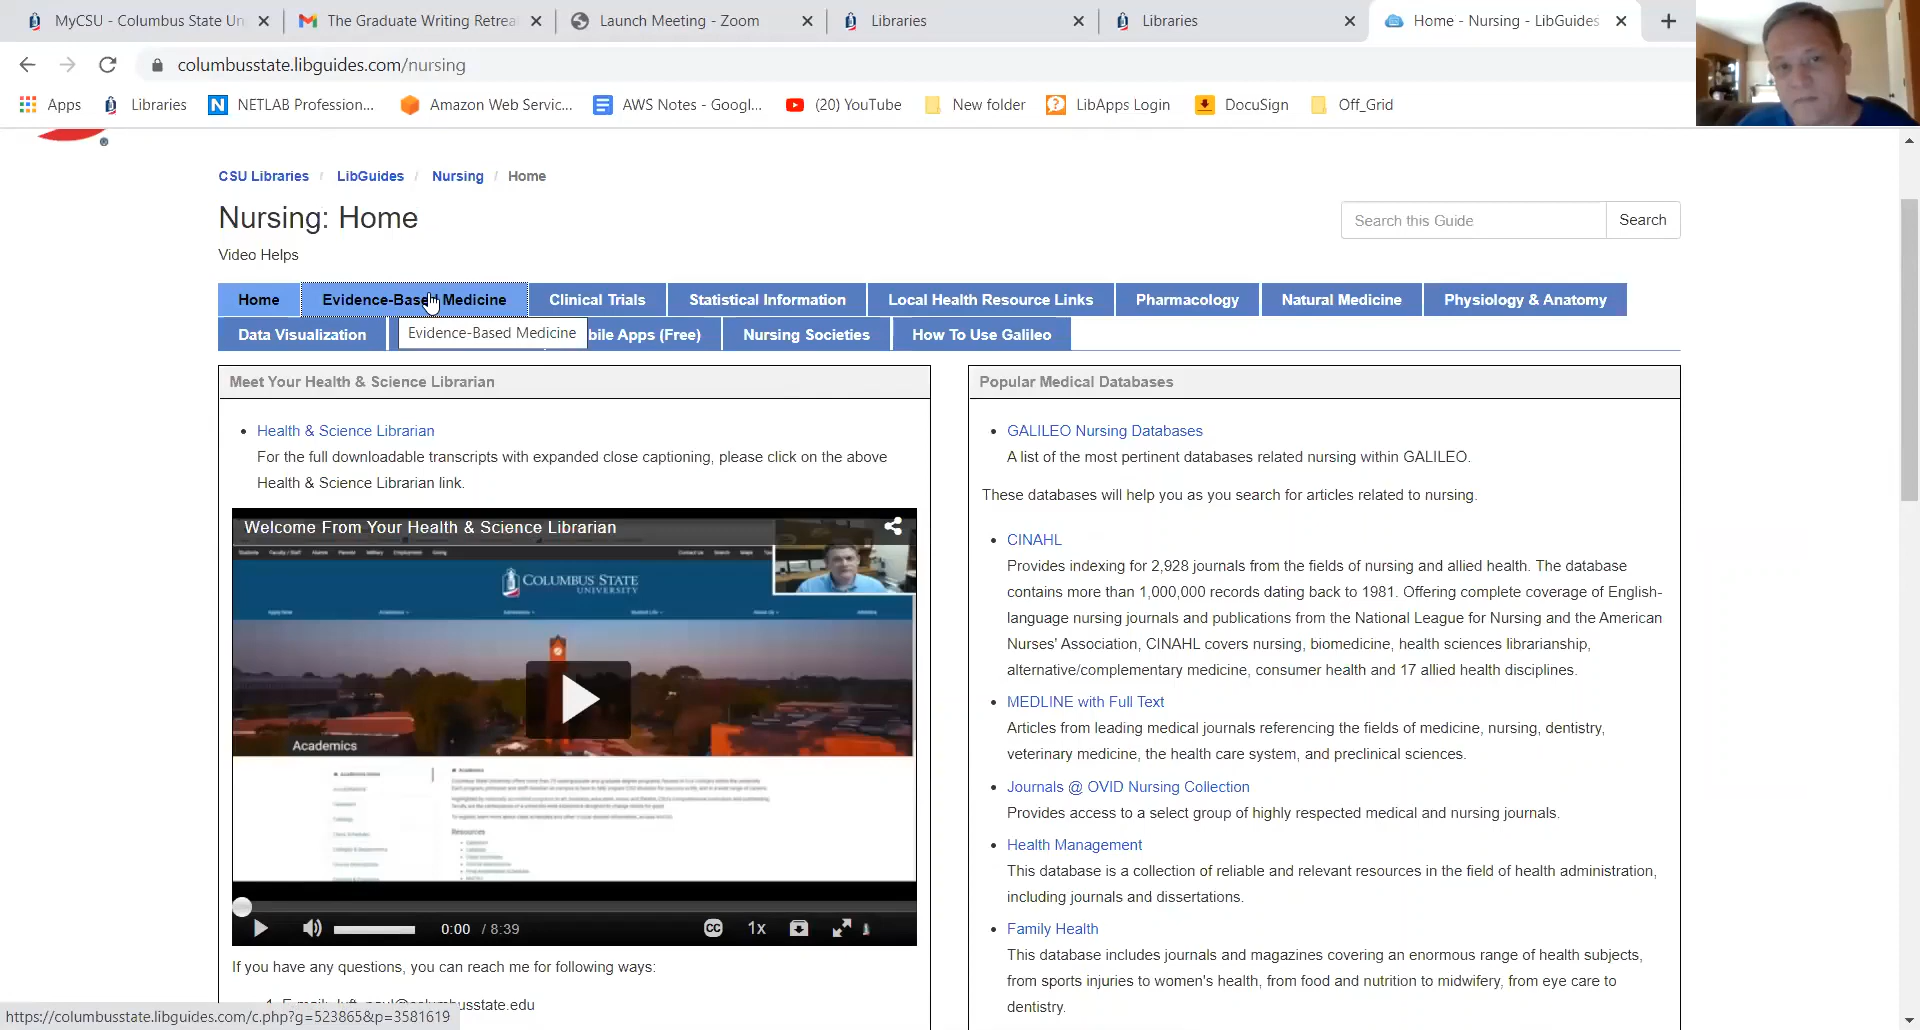 MyCSU - Columbus State Un
The Graduate Writing Retrea
Launch Meeting - Zoom
Libraries
Libraries
Home - Nursing - LibGuides
columbusstate.libguides.com/nursing
Apps
Libraries
NETLAB Profession...
Amazon Web Servic...
AWS Notes - Googl...
(20) YouTube
New folder
LibApps Login
DocuSign
Off_Grid
CSU Libraries / LibGuides / Nursing / Home
Nursing: Home
Search this Guide
Search
Video Helps
Home
Evidence-Based Medicine
Clinical Trials
Statistical Information
Local Health Resource Links
Pharmacology
Natural Medicine
Physiology & Anatomy
Data Visualization
Evidence-Based Medicine
bile Apps (Free)
Nursing Societies
How To Use Galileo
Meet Your Health & Science Librarian
Health & Science Librarian
For the full downloadable transcripts with expanded close captioning, please click on the above
Health & Science Librarian link.
Welcome From Your Health & Science Librarian
COLUMBUS STATE
UNIVERSITY
Academics
Resources
0:00 / 8:39
CC
1x
If you have any questions, you can reach me for following ways:
usstate.edu
https://columbusstate.libguides.com/c.php?g=523865&p=3581619
Popular Medical Databases
GALILEO Nursing Databases
A list of the most pertinent databases related nursing within GALILEO.
These databases will help you as you search for articles related to nursing.
CINAHL
Provides indexing for 2,928 journals from the fields of nursing and allied health. The database
contains more than 1,000,000 records dating back to 1981. Offering complete coverage of English-
language nursing journals and publications from the National League for Nursing and the American
Nurses' Association, CINAHL covers nursing, biomedicine, health sciences librarianship,
alternative/complementary medicine, consumer health and 17 allied health disciplines.
MEDLINE with Full Text
Articles from leading medical journals referencing the fields of medicine, nursing, dentistry,
veterinary medicine, the health care system, and preclinical sciences.
Journals @ OVID Nursing Collection
Provides access to a select group of highly respected medical and nursing journals.
Health Management
This database is a collection of reliable and relevant resources in the field of health administration,
including journals and dissertations.
Family Health
This database includes journals and magazines covering an enormous range of health subjects,
from sports injuries to women's health, from food and nutrition to midwifery, from eye care to
dentistry.